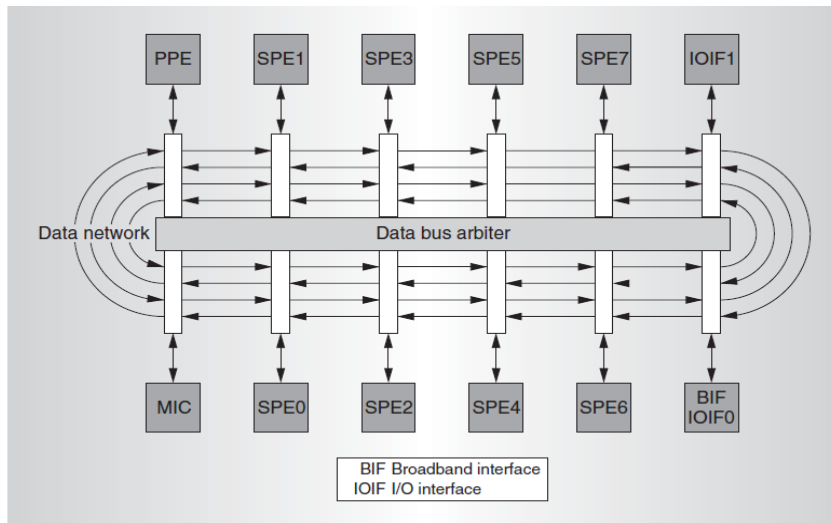 PPE
SPE1
SPE3
SPE5
SPE7
IOIF1
Data network
Data bus arbiter
MIC
SPE0
SPE2
SPE4
SPE6
BIF
IOIF0
BIF Broadband interface
IOIF I/O interface